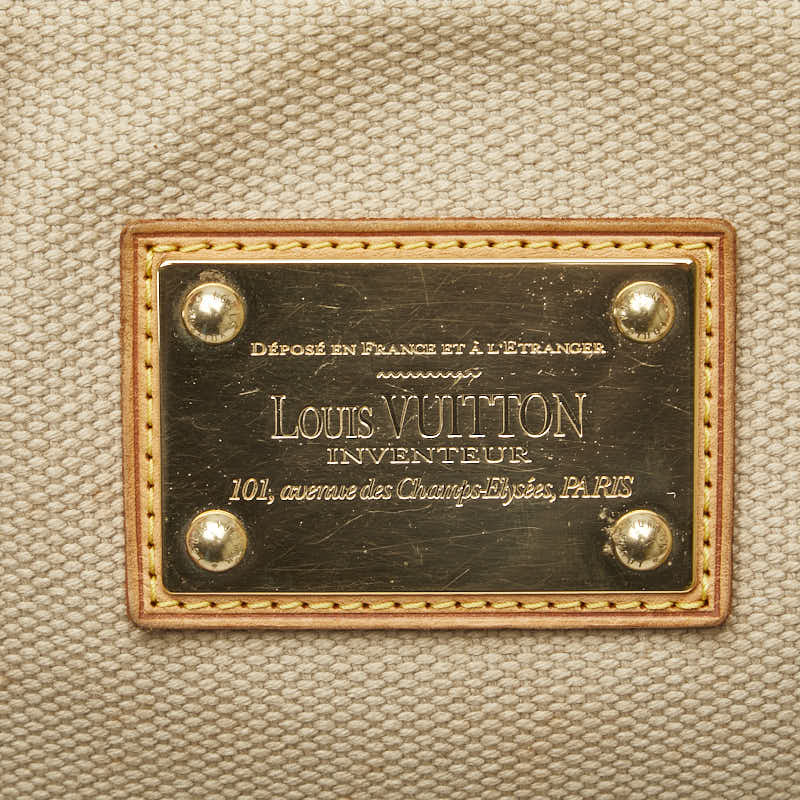 DÉPOSÉ EN FRANCE ET À L'ETRANGER
LOUIS VUITTON
INVENTEUR
101, avenue des Champs-Elysées, PARIS